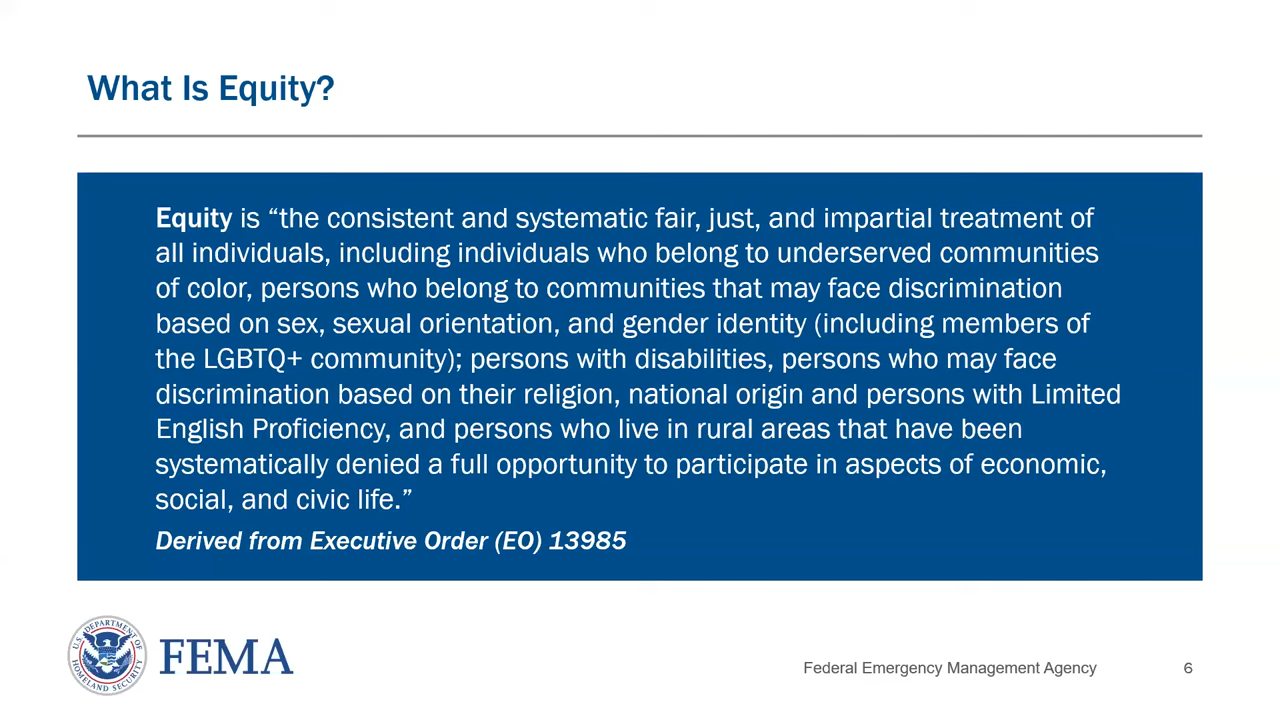 What Is Equity?
Equity is “the consistent and systematic fair, just, and impartial treatment of
all individuals, including individuals who belong to underserved communities
of color, persons who belong to communities that may face discrimination
based on sex, sexual orientation, and gender identity (including members of
the LGBTQ+ community); persons with disabilities, persons who may face
discrimination based on their religion, national origin and persons with Limited
English Proficiency, and persons who live in rural areas that have been
systematically denied a full opportunity to participate in aspects of economic,
social, and civic life.”
Derived from Executive Order (EO) 13985
U.S. DEPARTMENT OF
HOMELAND SECURITY
FEMA
Federal Emergency Management Agency
6